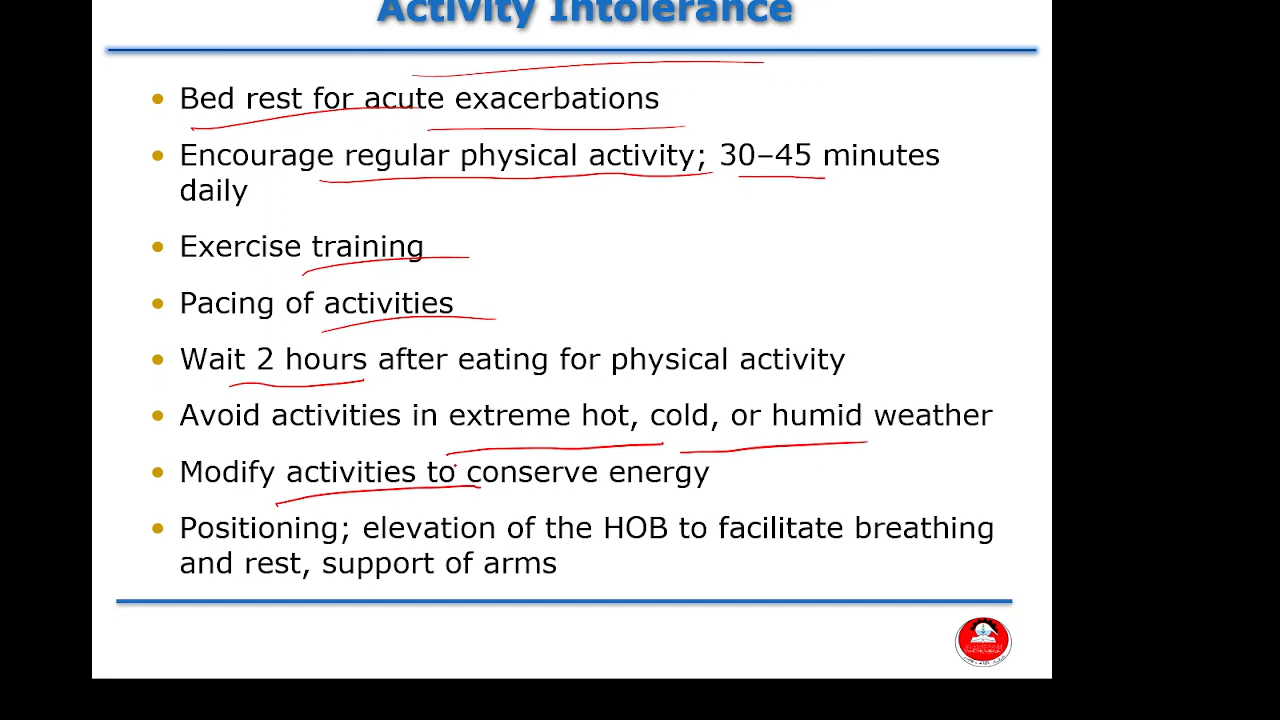 Activity Intolerance
• Bed rest for acute exacerbations
• Encourage regular physical activity; 30–45 minutes
daily
• Exercise training
• Pacing of activities
• Wait 2 hours after eating for physical activity
• Avoid activities in extreme hot, cold, or humid weather
• Modify activities to conserve energy
• Positioning; elevation of the HOB to facilitate breathing
and rest, support of arms